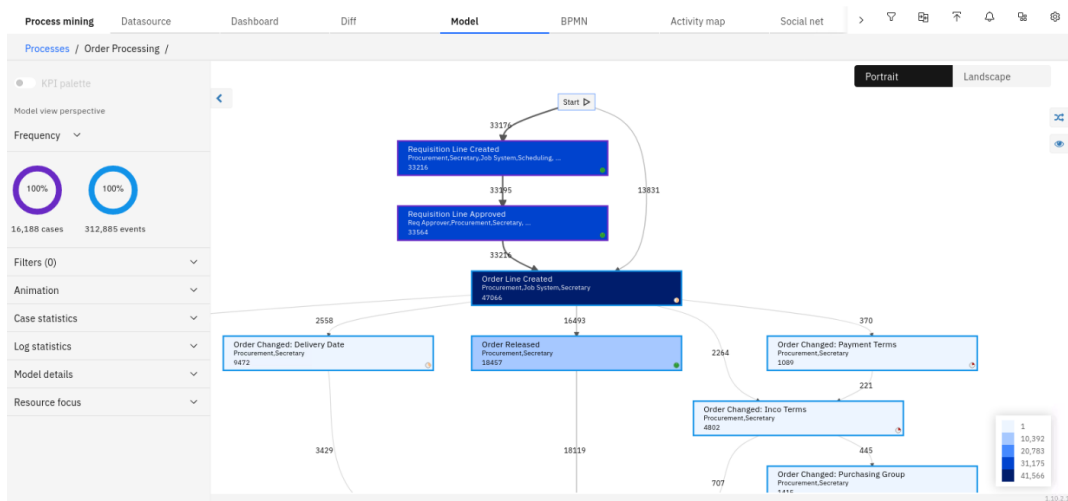 Process mining Datasource Dashboard Diff Model BPMN Activity map Social net
Processes / Order Processing /
KPI palette
Portrait Landscape
Model view perspective
Frequency
100% 100%
16,188 cases 312,885 events
Filters (0)
Animation
Case statistics
Log statistics
Model details
Resource focus
Start
33176
Requisition Line Created
Procurement,Secretary,Job System,Scheduling, ...
33216
33195
13831
Requisition Line Approved
Req Approver,Procurement,Secretary, ...
33564
33216
Order Line Created
Procurement,Job System,Secretary
47066
2558 16493 370
Order Changed: Delivery Date
Procurement,Secretary
9472
Order Released
Procurement,Secretary
18457
2264
Order Changed: Payment Terms
Procurement,Secretary
1089
221
Order Changed: Inco Terms
Procurement,Secretary
4802
3429 18119 445
707
Order Changed: Purchasing Group
Procurement,Secretary
1415
1
10,392
20,783
31,175
41,566